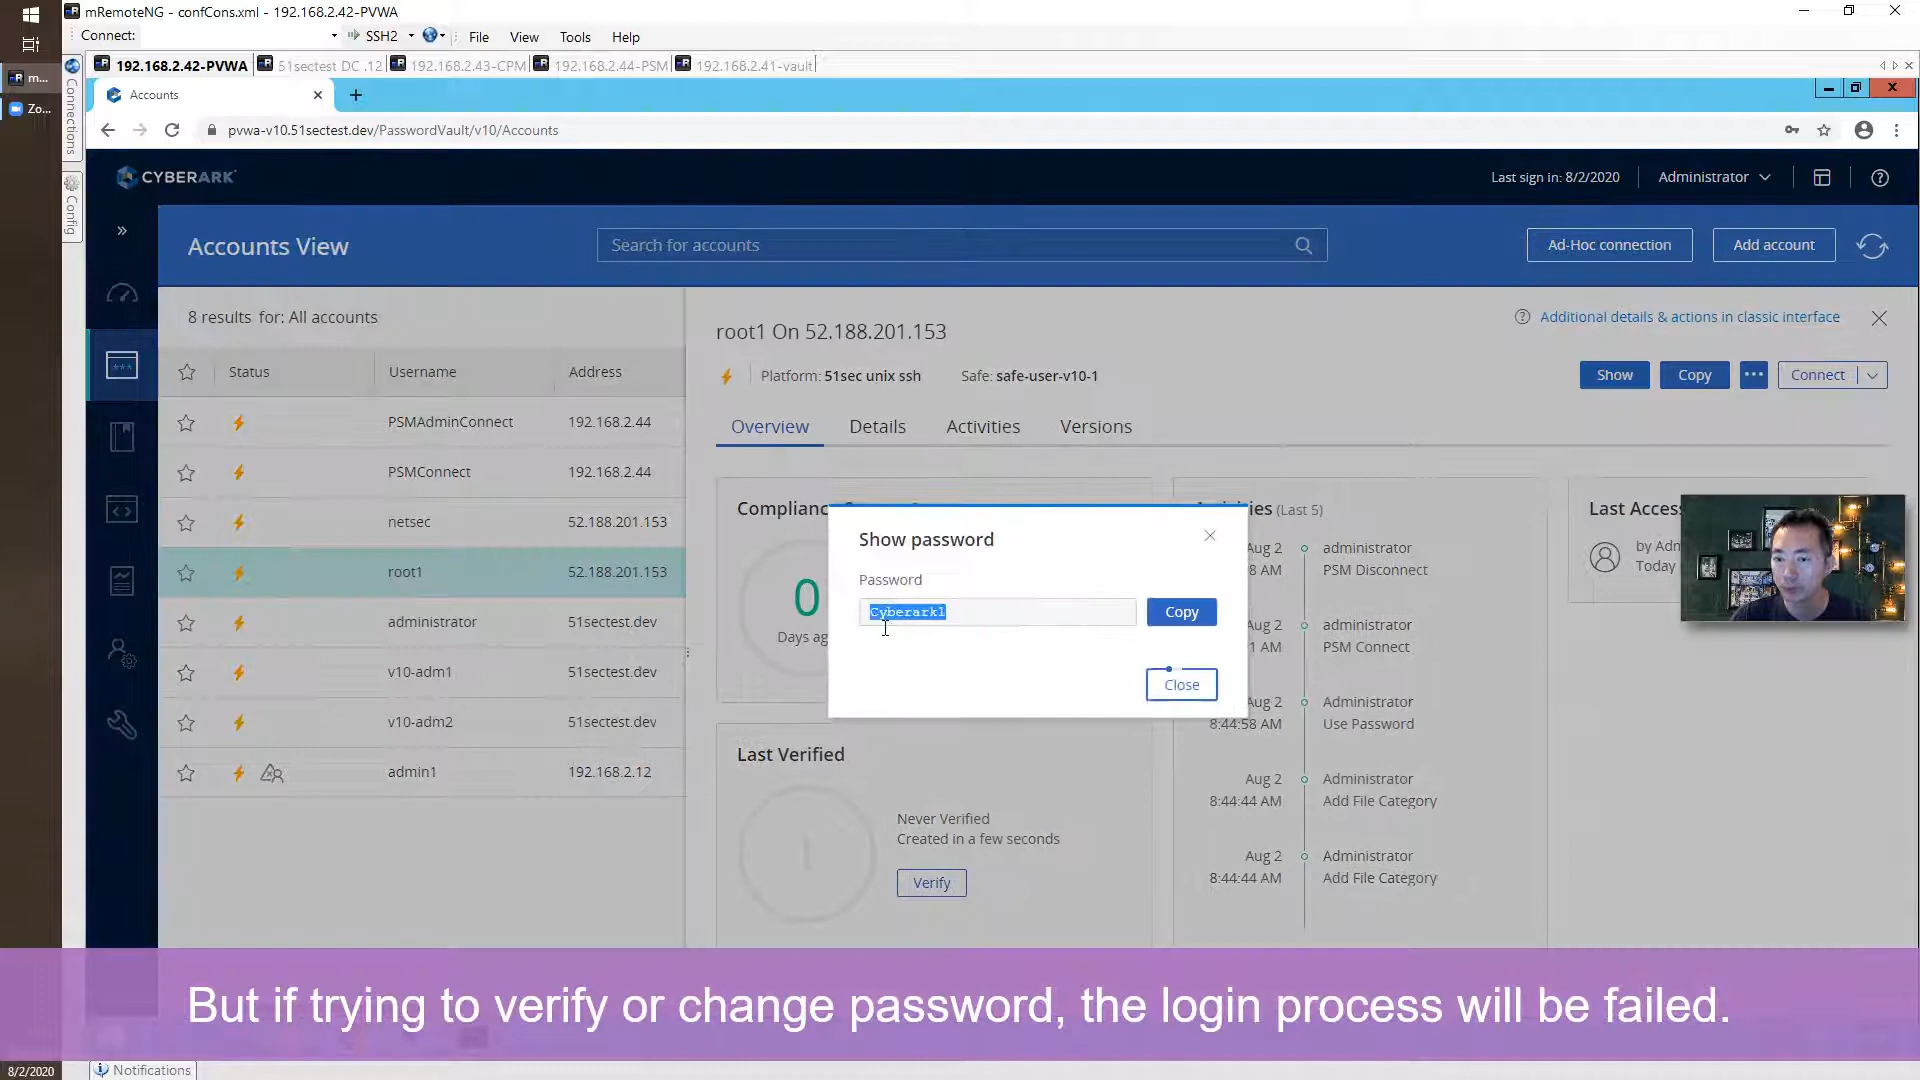 mRemoteNG - confCons.xml - 192.168.2.42-PVWA
Connect:
SSH2
File
View
Tools
Help
m...
Zo...
192.168.2.42-PVWA
51sectest DC .12
192.168.2.43-CPM
192.168.2.44-PSM
192.168.2.41-vault
Connections
Config
Accounts
pvwa-v10.51sectest.dev/PasswordVault/v10/Accounts
CYBERARK
Last sign in: 8/2/2020
Administrator
Accounts View
Search for accounts
Ad-Hoc connection
Add account
8 results for: All accounts
Status Username Address
PSMAdminConnect 192.168.2.44
PSMConnect 192.168.2.44
netsec 52.188.201.153
root1 52.188.201.153
administrator 51sectest.dev
v10-adm1 51sectest.dev
v10-adm2 51sectest.dev
admin1 192.168.2.12
root1 On 52.188.201.153
Additional details & actions in classic interface
Platform: 51sec unix ssh
Safe: safe-user-v10-1
Show
Copy
Connect
Overview
Details
Activities
Versions
Complianc
0
Days ag
Show password
Password
Cyberark1
Copy
Close
Last Verified
Never Verified
Created in a few seconds
Verify
ies (Last 5)
Aug 2 administrator
8 AM PSM Disconnect
Aug 2 administrator
1 AM PSM Connect
Aug 2 Administrator
8:44:58 AM Use Password
Aug 2 Administrator
8:44:44 AM Add File Category
Aug 2 Administrator
8:44:44 AM Add File Category
Last Access
by Adm
Today
But if trying to verify or change password, the login process will be failed.
8/2/2020
Notifications